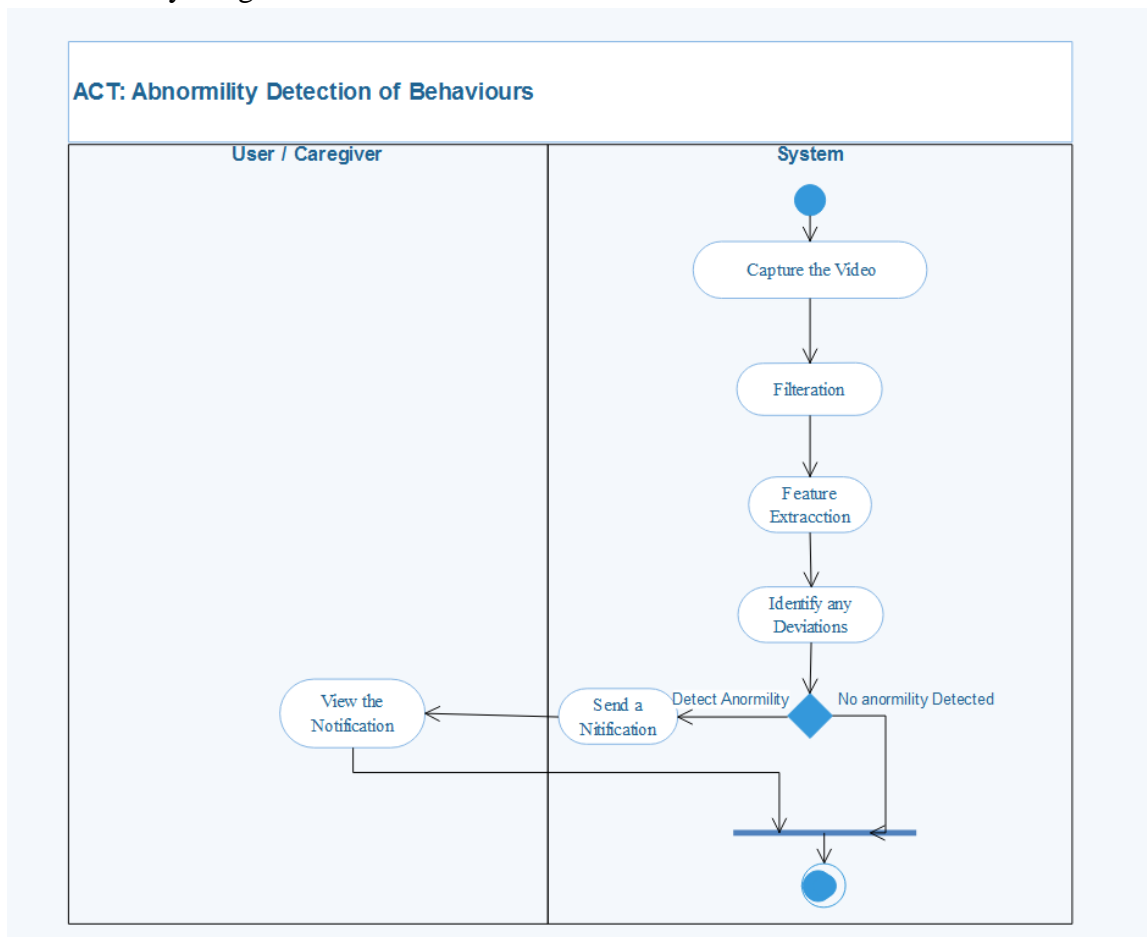 ACT: Abnormility Detection of Behaviours
User / Caregiver
System
Capture the Video
Filteration
Feature
Extracction
Identify any
Deviations
Detect Anormility
No anormility Detected
Send a
Nitification
View the
Notification